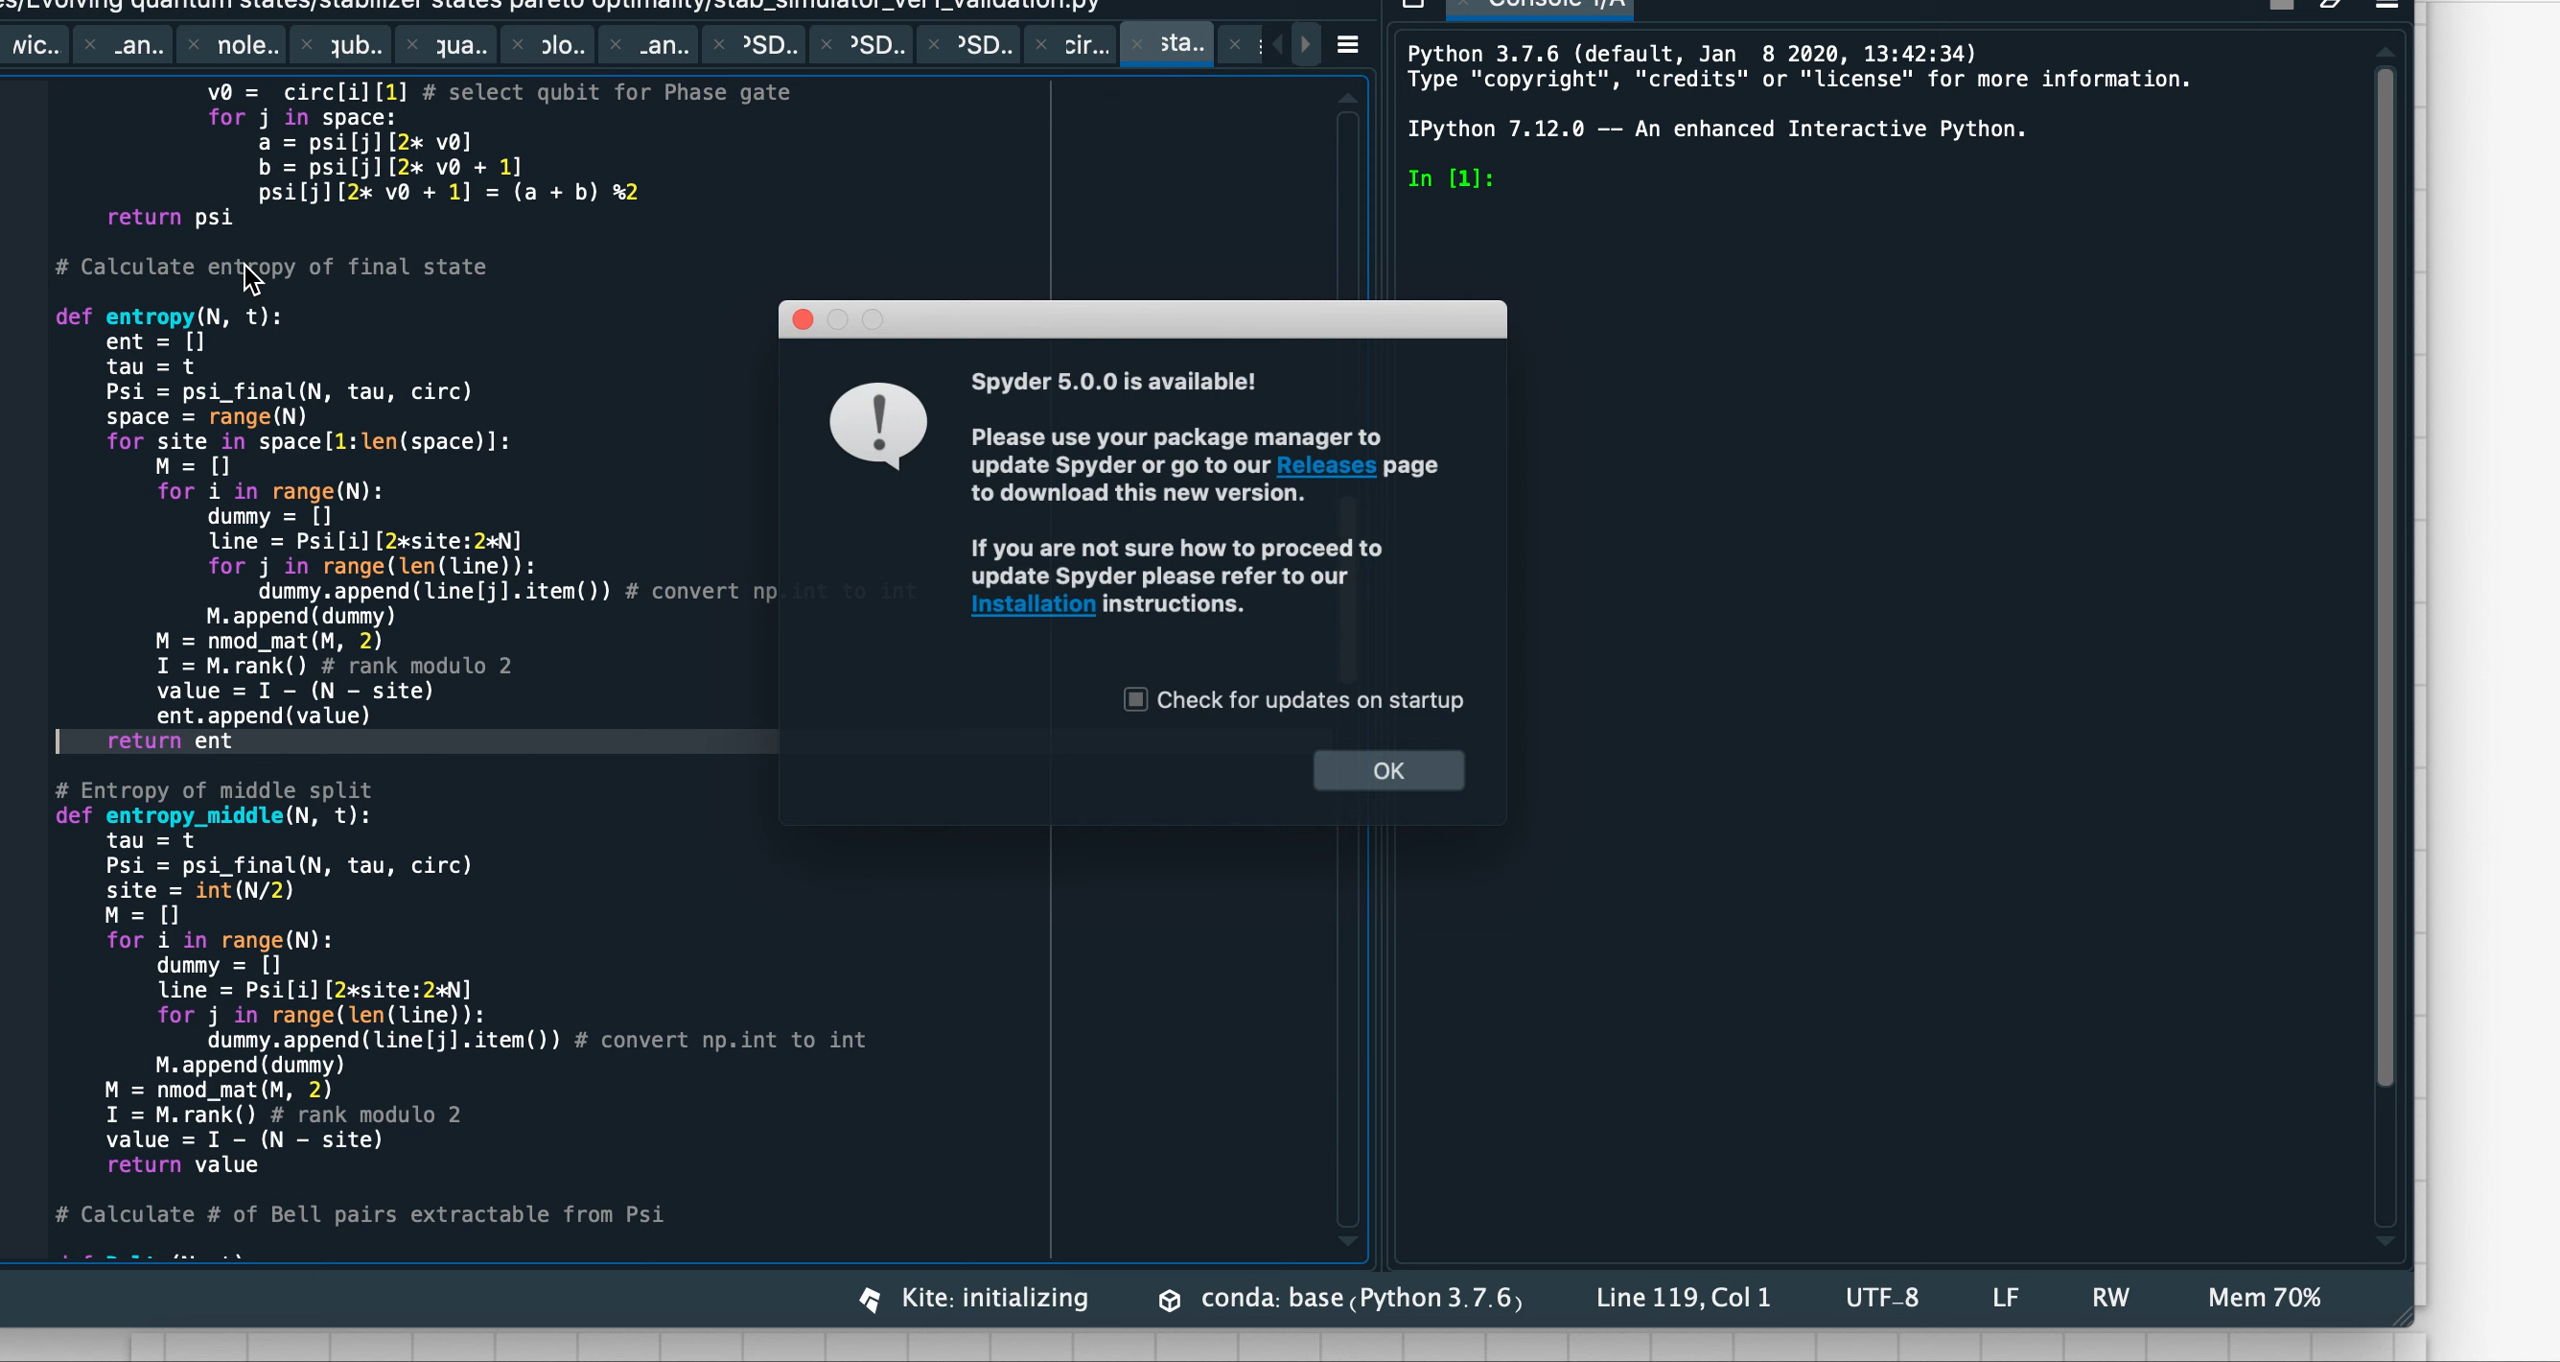 es/Evolving quantum states/stabilizer states pareto optimality/stab_simulator_ver1_validation.py
Console 1/A
wic... _an... nole... qub... qua... olo... _an... PSD... PSD... PSD... cir... sta...
v0 =  circ[i][1] # select qubit for Phase gate
for j in space:
a = psi[j][2* v0]
b = psi[j][2* v0 + 1]
psi[j][2* v0 + 1] = (a + b) %2
return psi
# Calculate entropy of final state
def entropy(N, t):
ent = []
tau = t
Psi = psi_final(N, tau, circ)
space = range(N)
for site in space[1:len(space)]:
M = []
for i in range(N):
dummy = []
line = Psi[i][2*site:2*N]
for j in range(len(line)):
dummy.append(line[j].item()) # convert np.int to int
M.append(dummy)
M = nmod_mat(M, 2)
I = M.rank() # rank modulo 2
value = I - (N - site)
ent.append(value)
return ent
# Entropy of middle split
def entropy_middle(N, t):
tau = t
Psi = psi_final(N, tau, circ)
site = int(N/2)
M = []
for i in range(N):
dummy = []
line = Psi[i][2*site:2*N]
for j in range(len(line)):
dummy.append(line[j].item()) # convert np.int to int
M.append(dummy)
M = nmod_mat(M, 2)
I = M.rank() # rank modulo 2
value = I - (N - site)
return value
# Calculate # of Bell pairs extractable from Psi
Python 3.7.6 (default, Jan  8 2020, 13:42:34)
Type "copyright", "credits" or "license" for more information.
IPython 7.12.0 -- An enhanced Interactive Python.
In [1]:
Spyder 5.0.0 is available!
Please use your package manager to
update Spyder or go to our Releases page
to download this new version.
If you are not sure how to proceed to
update Spyder please refer to our
Installation instructions.
Check for updates on startup
OK
Kite: initializing
conda: base (Python 3.7.6)
Line 119, Col 1
UTF-8
LF
RW
Mem 70%